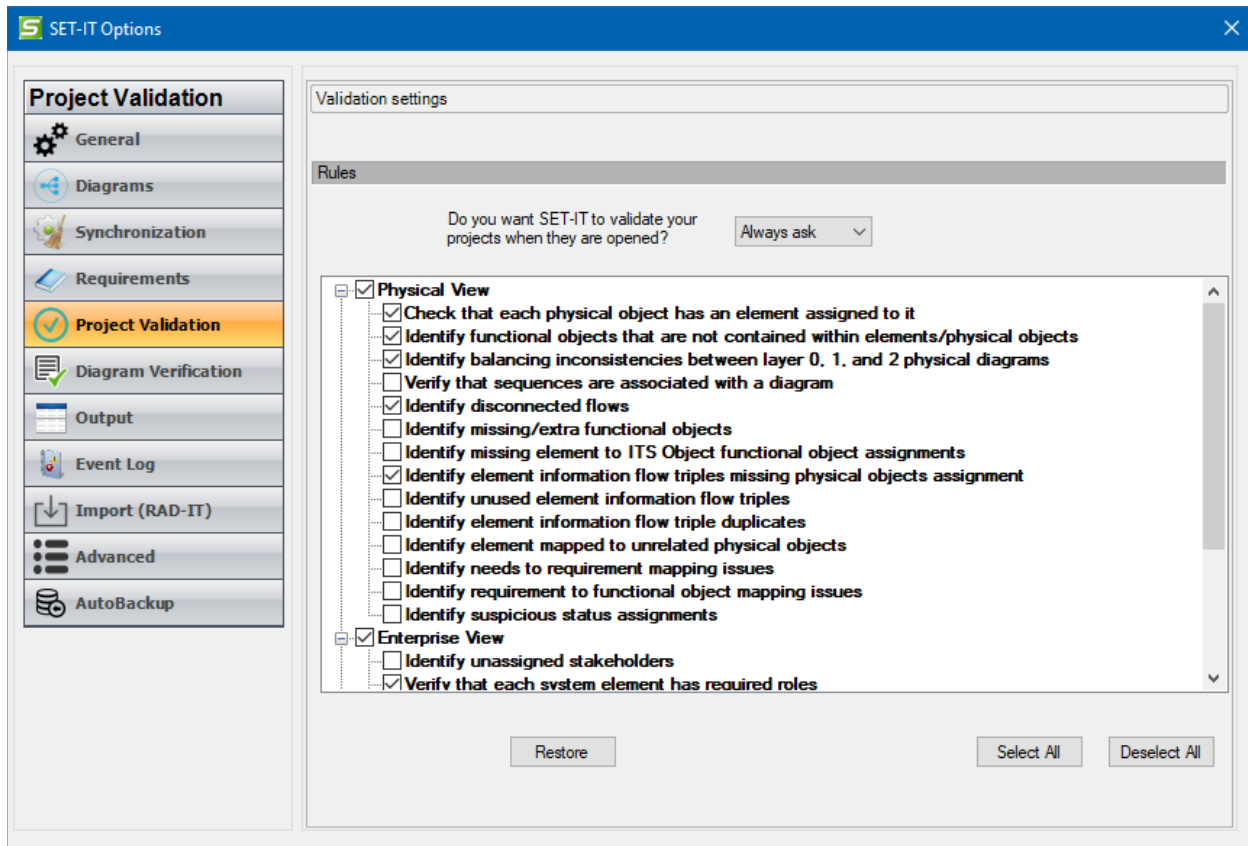 SET-IT Options
Project Validation
General
Diagrams
Synchronization
Requirements
Project Validation
Diagram Verification
Output
Event Log
Import (RAD-IT)
Advanced
AutoBackup
Validation settings
Rules
Do you want SET-IT to validate your
projects when they are opened?
Always ask
Physical View
Check that each physical object has an element assigned to it
Identify functional objects that are not contained within elements/physical objects
Identify balancing inconsistencies between layer 0, 1, and 2 physical diagrams
Verify that sequences are associated with a diagram
Identify disconnected flows
Identify missing/extra functional objects
Identify missing element to ITS Object functional object assignments
Identify element information flow triples missing physical objects assignment
Identify unused element information flow triples
Identify element information flow triple duplicates
Identify element mapped to unrelated physical objects
Identify needs to requirement mapping issues
Identify requirement to functional object mapping issues
Identify suspicious status assignments
Enterprise View
Identify unassigned stakeholders
Verify that each system element has required roles
Restore
Select All
Deselect All